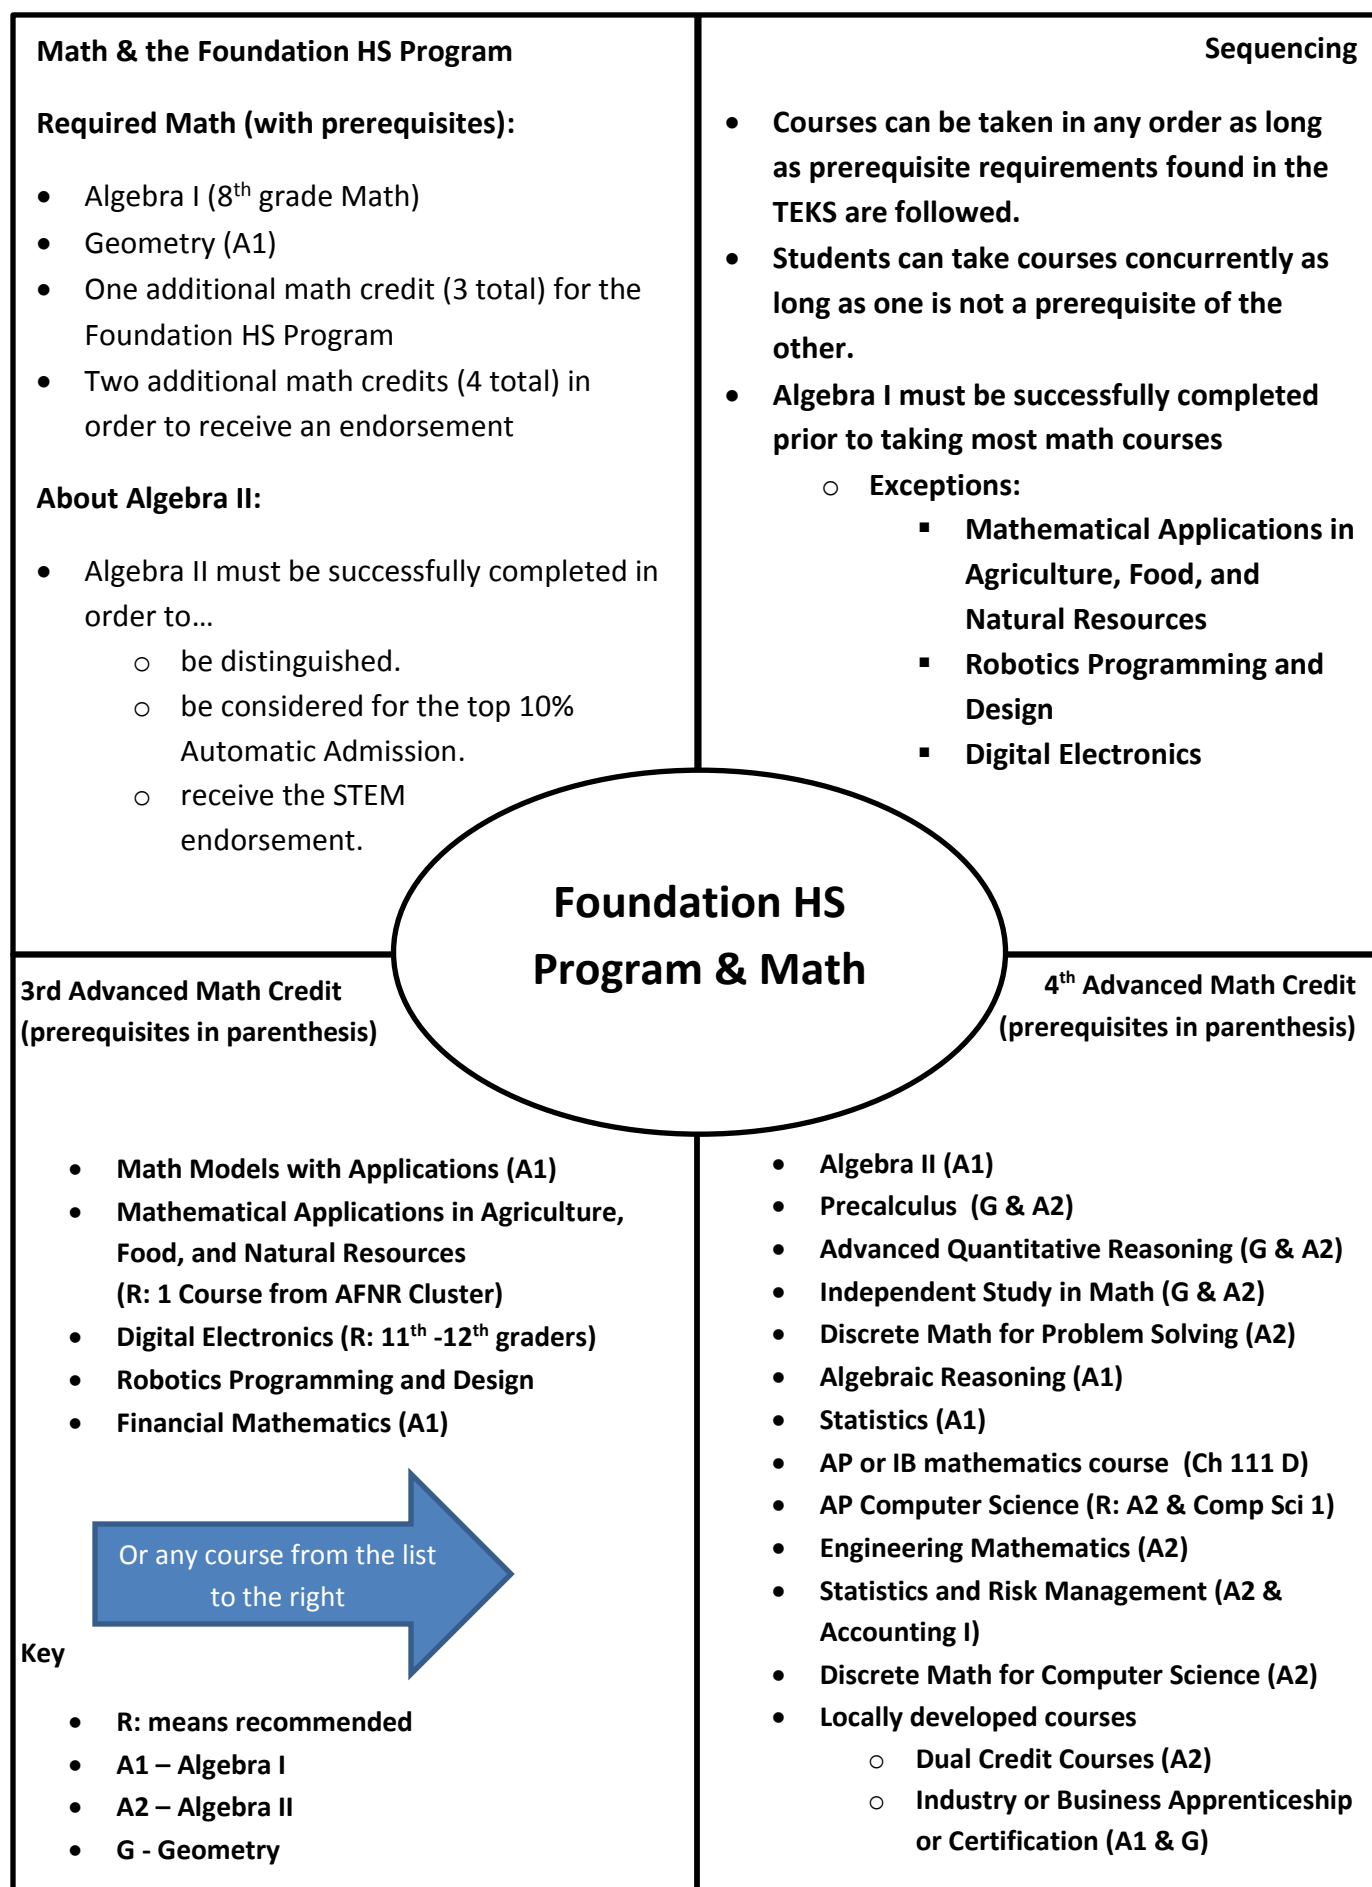 Math & the Foundation HS Program
Required Math (with prerequisites):
• Algebra I (8th grade Math)
• Geometry (A1)
• One additional math credit (3 total) for the
Foundation HS Program
• Two additional math credits (4 total) in
order to receive an endorsement
About Algebra II:
• Algebra II must be successfully completed in
order to…
o be distinguished.
o be considered for the top 10%
Automatic Admission.
o receive the STEM
endorsement.
Sequencing
• Courses can be taken in any order as long
as prerequisite requirements found in the
TEKS are followed.
• Students can take courses concurrently as
long as one is not a prerequisite of the
other.
• Algebra I must be successfully completed
prior to taking most math courses
o Exceptions:
▪ Mathematical Applications in
Agriculture, Food, and
Natural Resources
▪ Robotics Programming and
Design
▪ Digital Electronics
Foundation HS
Program & Math
3rd Advanced Math Credit
(prerequisites in parenthesis)
• Math Models with Applications (A1)
• Mathematical Applications in Agriculture,
Food, and Natural Resources
(R: 1 Course from AFNR Cluster)
• Digital Electronics (R: 11th -12th graders)
• Robotics Programming and Design
• Financial Mathematics (A1)
Or any course from the list
to the right
Key
• R: means recommended
• A1 – Algebra I
• A2 – Algebra II
• G - Geometry
4th Advanced Math Credit
(prerequisites in parenthesis)
• Algebra II (A1)
• Precalculus (G & A2)
• Advanced Quantitative Reasoning (G & A2)
• Independent Study in Math (G & A2)
• Discrete Math for Problem Solving (A2)
• Algebraic Reasoning (A1)
• Statistics (A1)
• AP or IB mathematics course (Ch 111 D)
• AP Computer Science (R: A2 & Comp Sci 1)
• Engineering Mathematics (A2)
• Statistics and Risk Management (A2 &
Accounting I)
• Discrete Math for Computer Science (A2)
• Locally developed courses
o Dual Credit Courses (A2)
o Industry or Business Apprenticeship
or Certification (A1 & G)